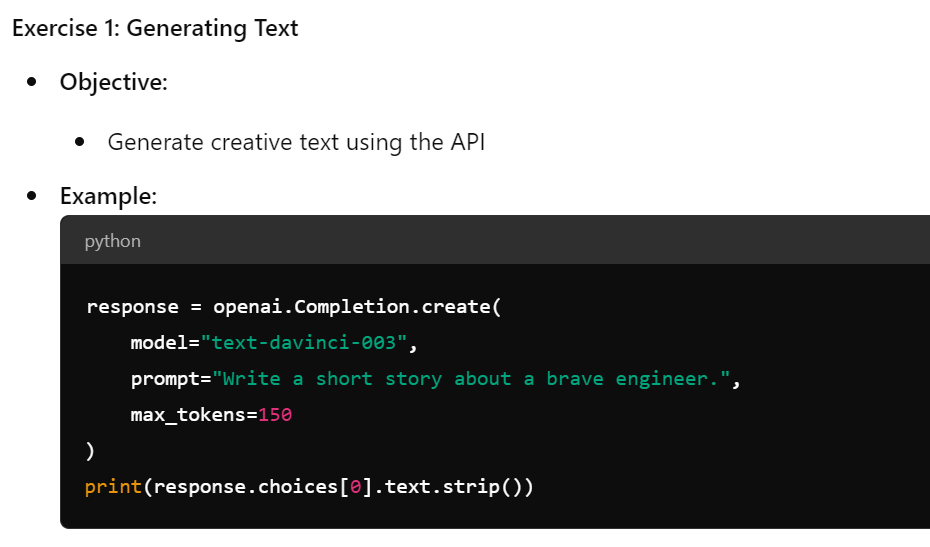 Exercise 1: Generating Text
• Objective:
• Generate creative text using the API
• Example:
python
response = openai.Completion.create(
    model="text-davinci-003",
    prompt="Write a short story about a brave engineer.",
    max_tokens=150
)
print(response.choices[0].text.strip())